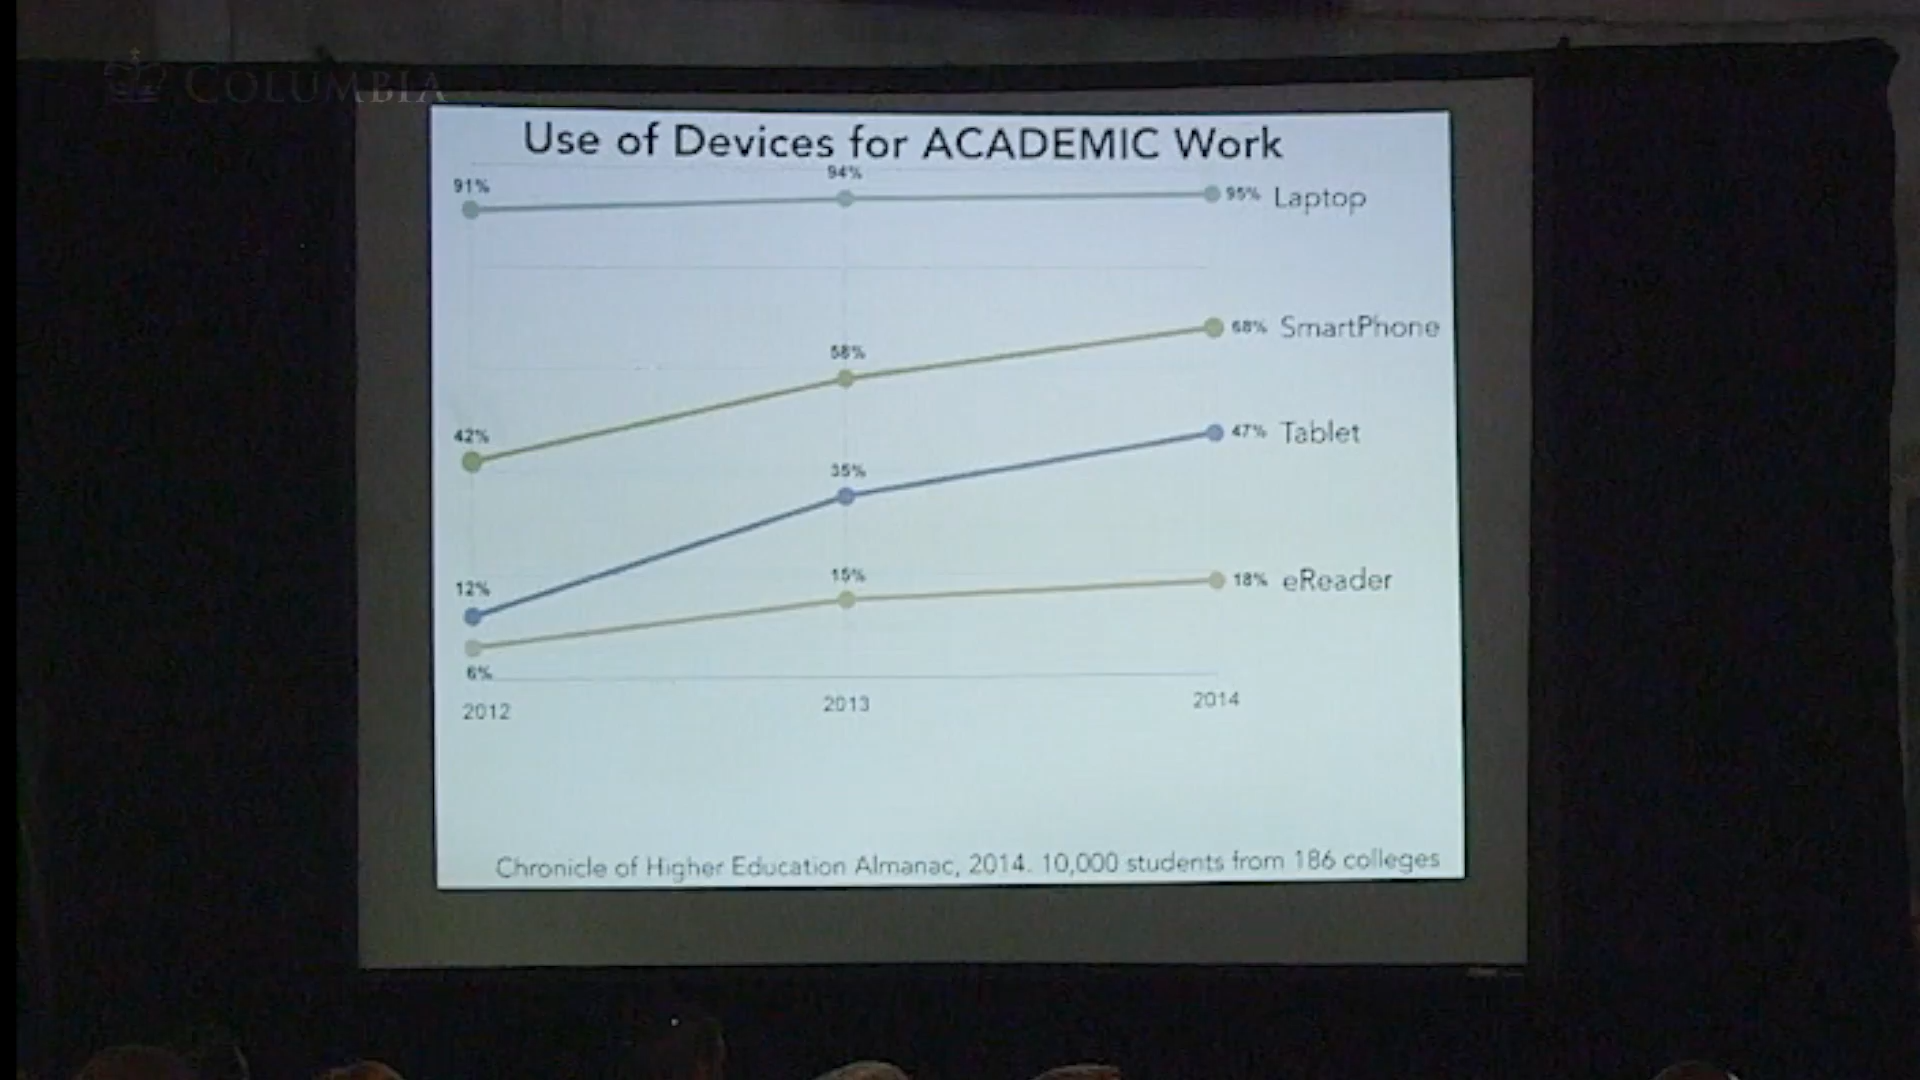 COLUMBIA
Use of Devices for ACADEMIC Work
91%
94%
95% Laptop
42%
58%
68% SmartPhone
12%
35%
47% Tablet
6%
15%
18% eReader
2012
2013
2014
Chronicle of Higher Education Almanac, 2014. 10,000 students from 186 colleges